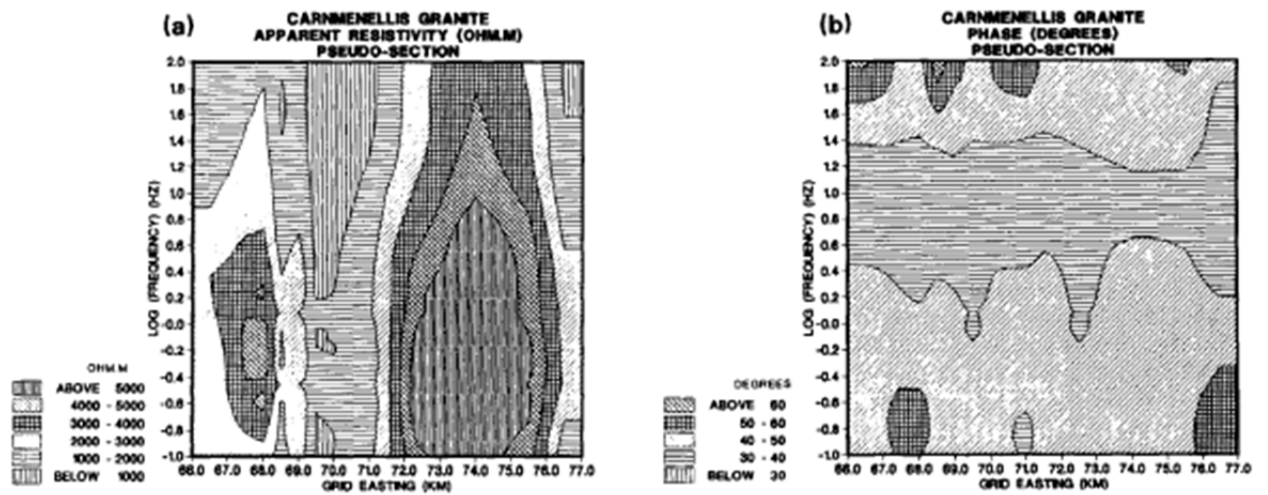 (a)
CARNMENELLIS GRANITE
APPARENT RESISTIVITY (OHM.M)
PSEUDO-SECTION
LOG (FREQUENCY) (HZ)
2.0
1.8
1.6
1.4
1.2
1.0
0.8
0.6
0.4
0.2
-0.0
-0.2
-0.4
-0.6
-0.8
-1.0
66.0 67.0 68.0 69.0 70.0 71.0 72.0 73.0 74.0 75.0 76.0 77.0
GRID EASTING (KM)
OHM.M
ABOVE 5000
4000 - 5000
3000 - 4000
2000 - 3000
1000 - 2000
BELOW 1000
(b)
CARNMENELLIS GRANITE
PHASE (DEGREES)
PSEUDO-SECTION
LOG (FREQUENCY) (HZ)
2.0
1.8
1.6
1.4
1.2
1.0
0.8
0.6
0.4
0.2
-0.0
-0.2
-0.4
-0.6
-0.8
-1.0
66.0 67.0 68.0 69.0 70.0 71.0 72.0 73.0 74.0 75.0 76.0 77.0
GRID EASTING (KM)
DEGREES
ABOVE 60
50 - 60
40 - 50
30 - 40
BELOW 30